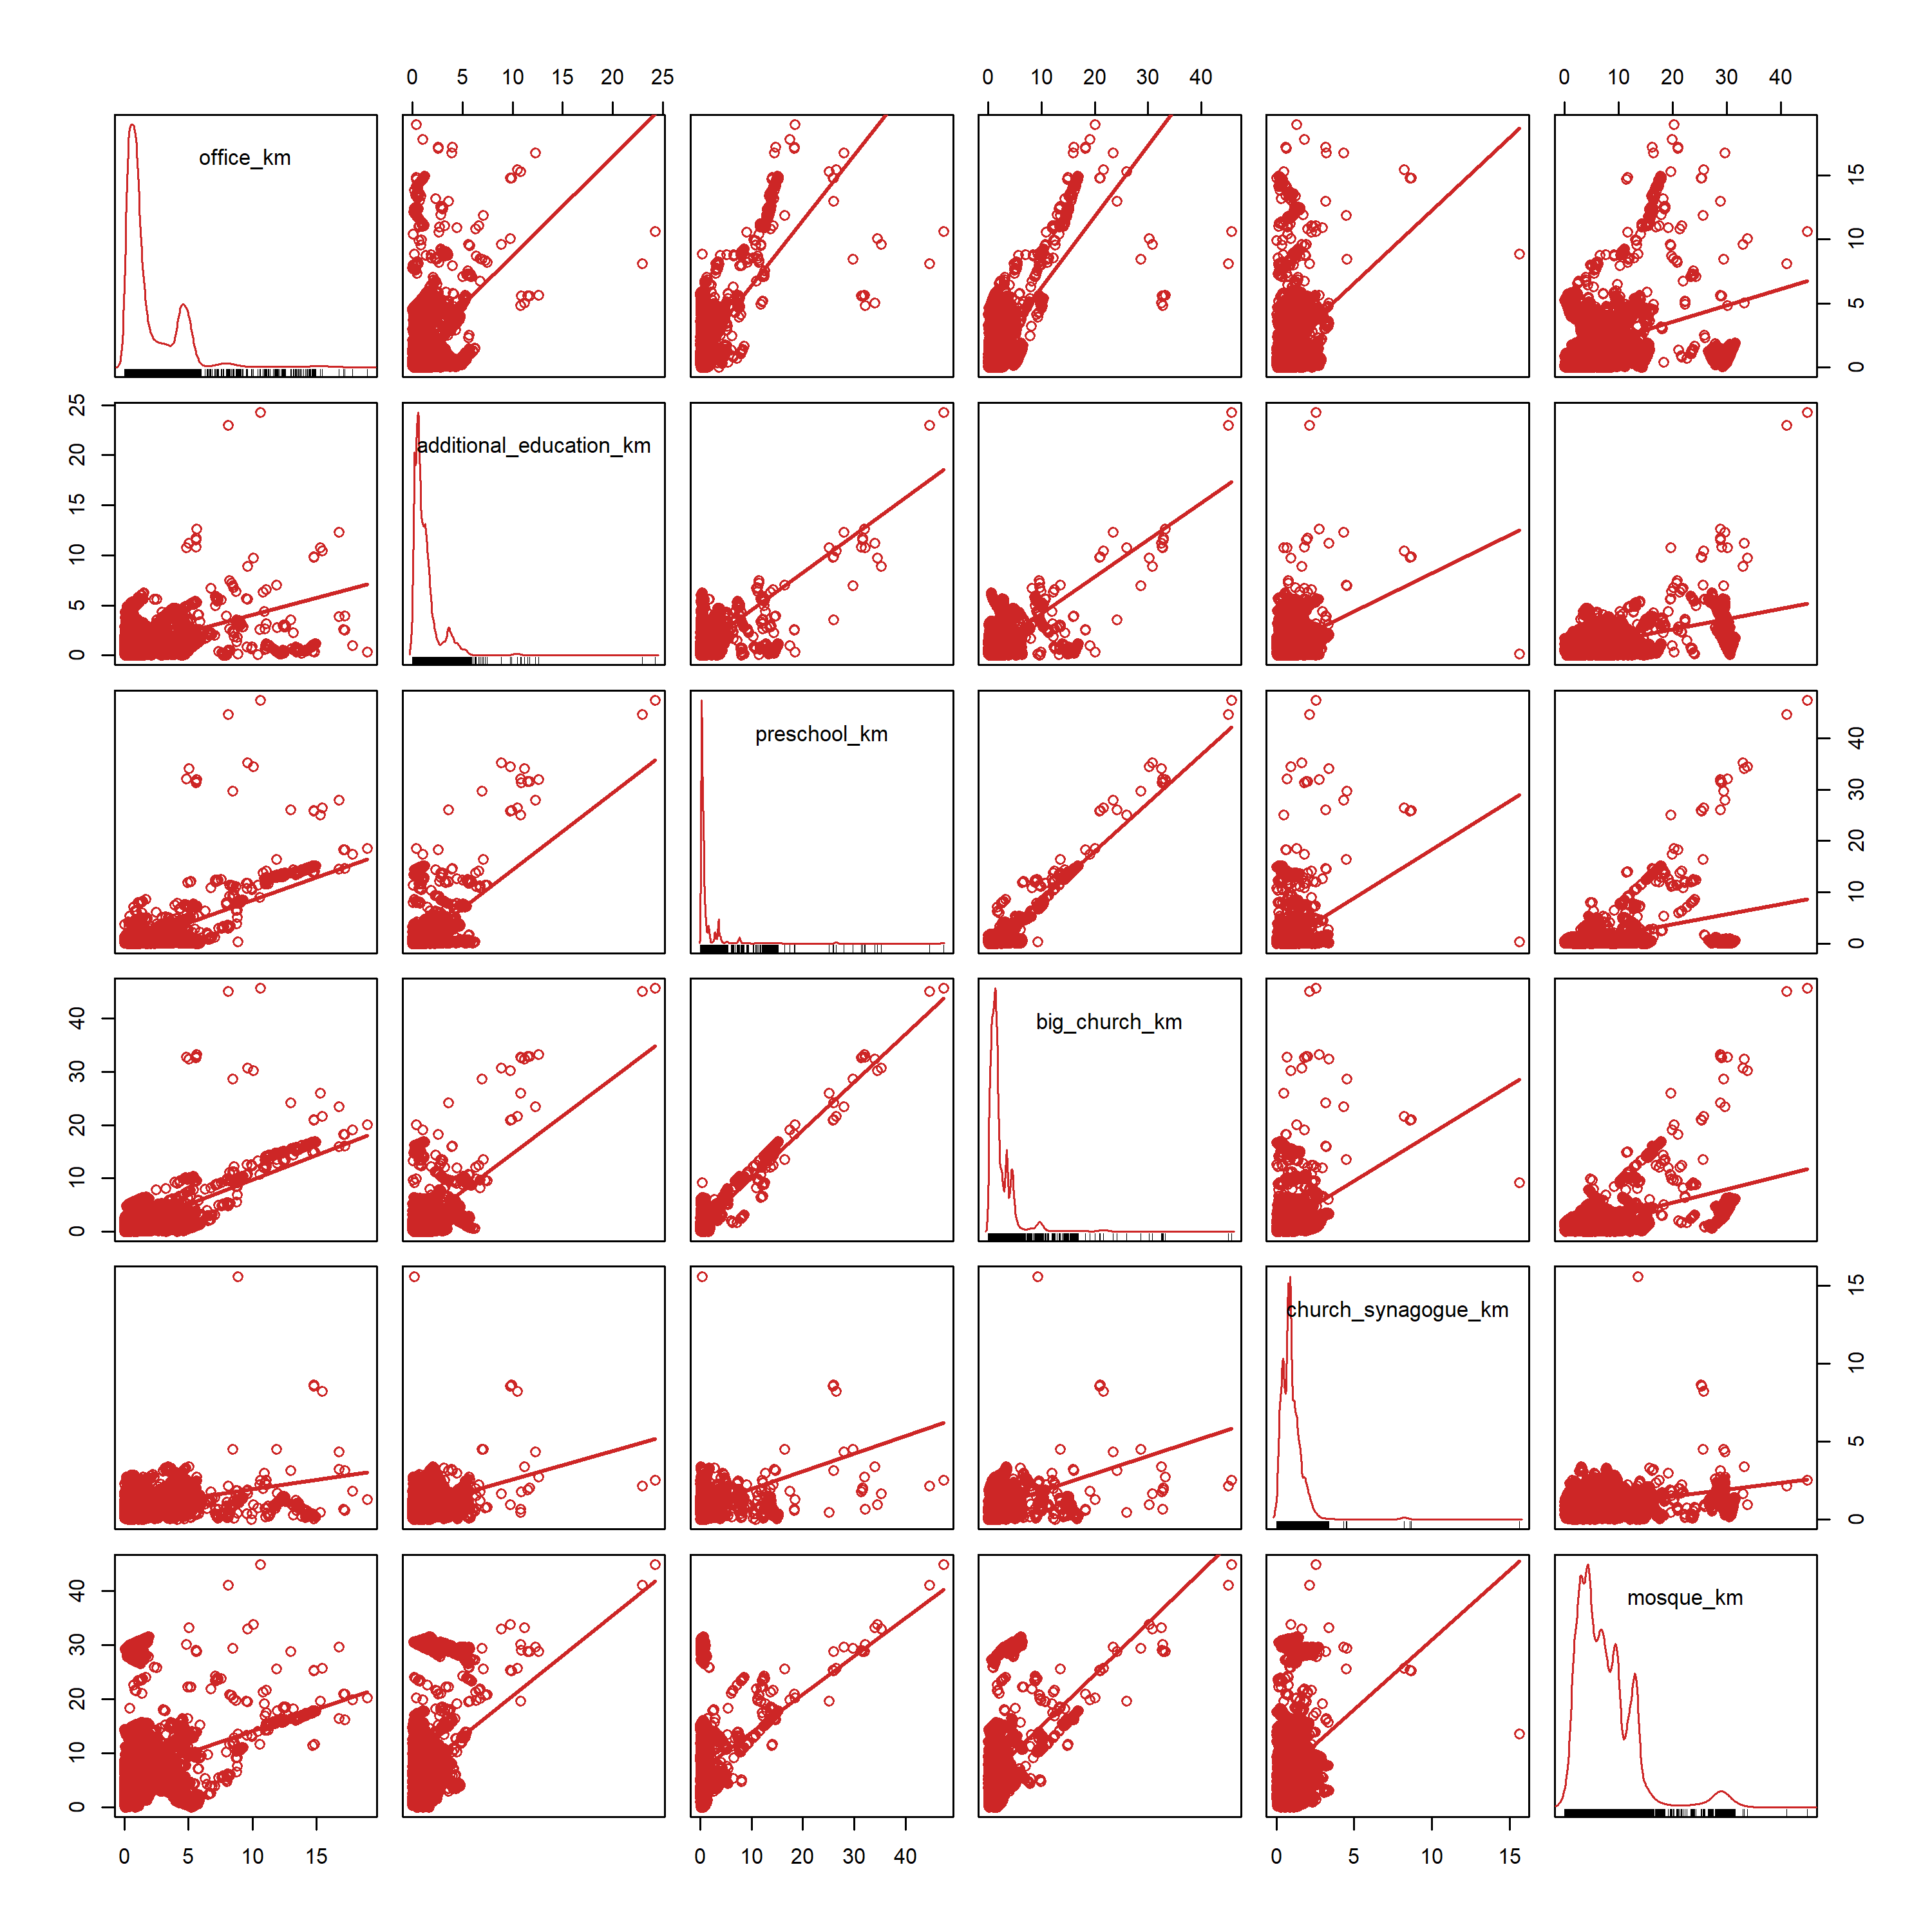 0 5 10 15 20 25 0 10 20 30 40 0 10 20 30 40
office_km
0 5 10 15
additional_education_km
0 5 10 15 20 25
preschool_km
0 10 20 30 40
big_church_km
0 10 20 30 40
church_synagogue_km
0 5 10 15
mosque_km
0 10 20 30 40
0 5 10 15 0 10 20 30 40 0 5 10 15